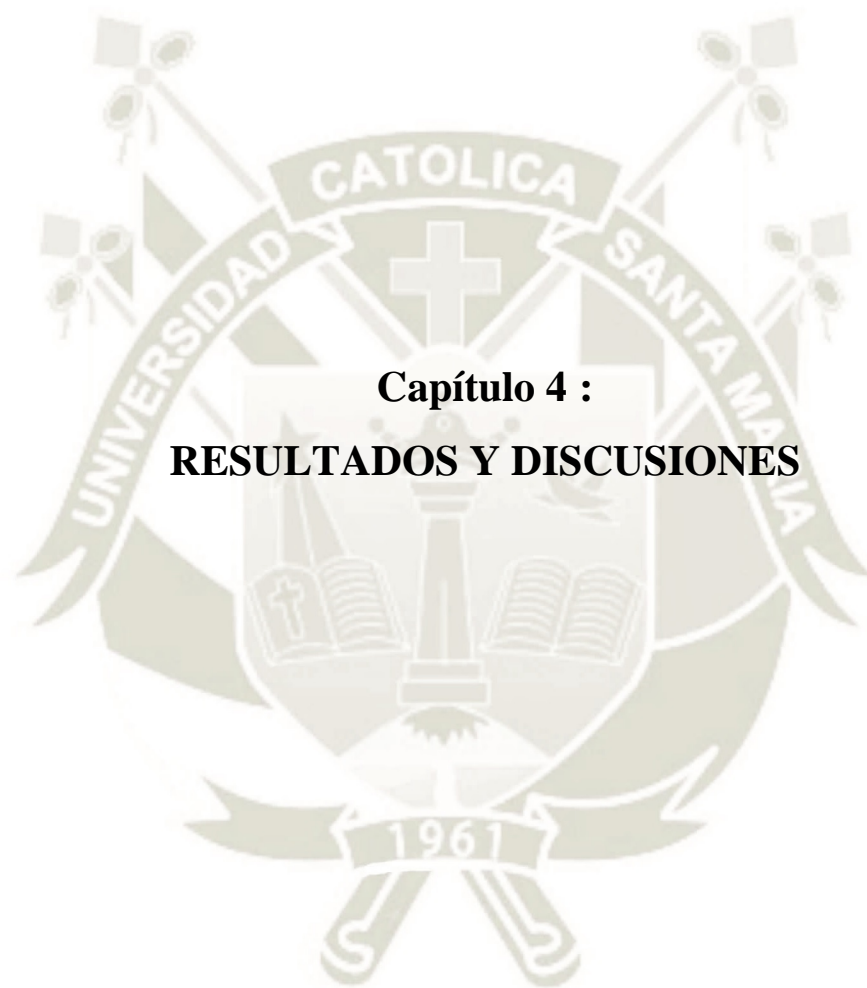 UNIVERSIDAD CATOLICA SANTA MARIA
Capítulo 4 :
RESULTADOS Y DISCUSIONES
1961